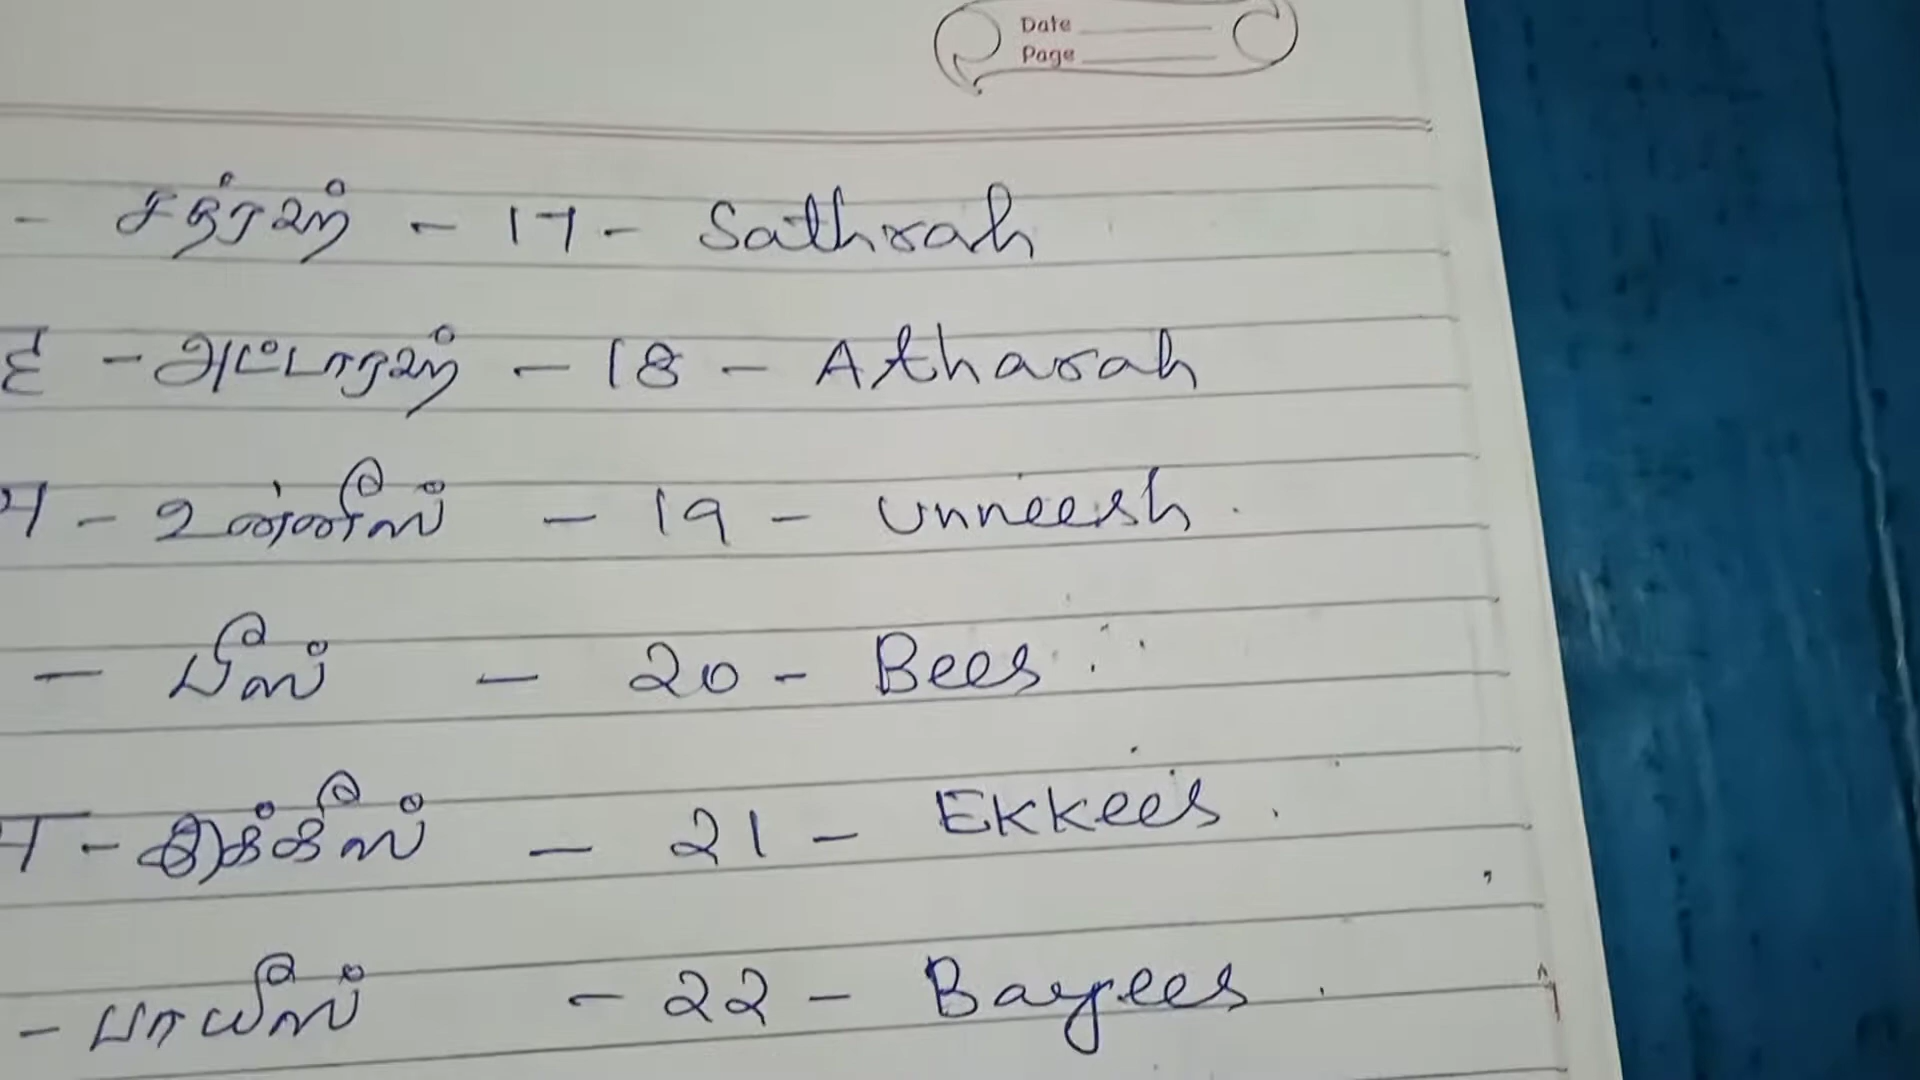 Date
Page
- சத்ரஹ் - 17 - Sathrah
ह - அட்டாரஹ் - 18 - Atharah
- உன்னீஸ் - 19 - unneesh
- பீஸ் - 20 - Bees
- இக்கீஸ் - 21 - Ekkees
- பாயீஸ் - 22 - Bayees